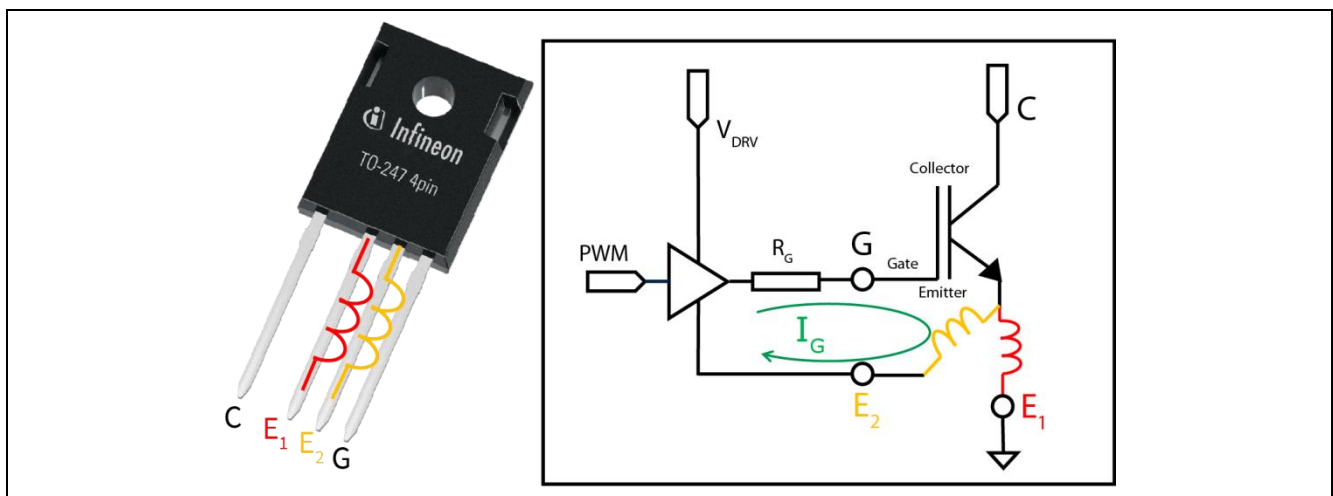 Infineon
TO-247 4pin
C
E1
E2
G
VDRV
C
Collector
PWM
RG
G
Gate
Emitter
IG
E2
E1